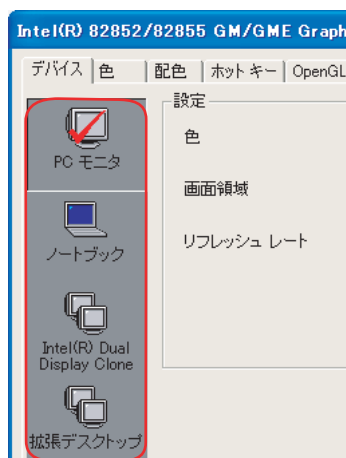 Intel(R) 82852/82855 GM/GME Graph
デバイス 色 配色 ホット キー OpenGL
設定
色
画面領域
リフレッシュ レート
PC モニタ
ノートブック
Intel(R) Dual
Display Clone
拡張デスクトップ